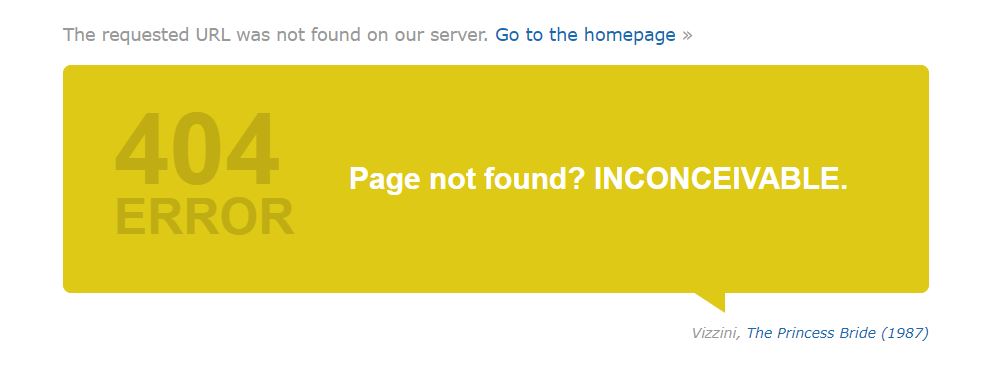 The requested URL was not found on our server. Go to the homepage »
404
ERROR
Page not found? INCONCEIVABLE.
Vizzini, The Princess Bride (1987)